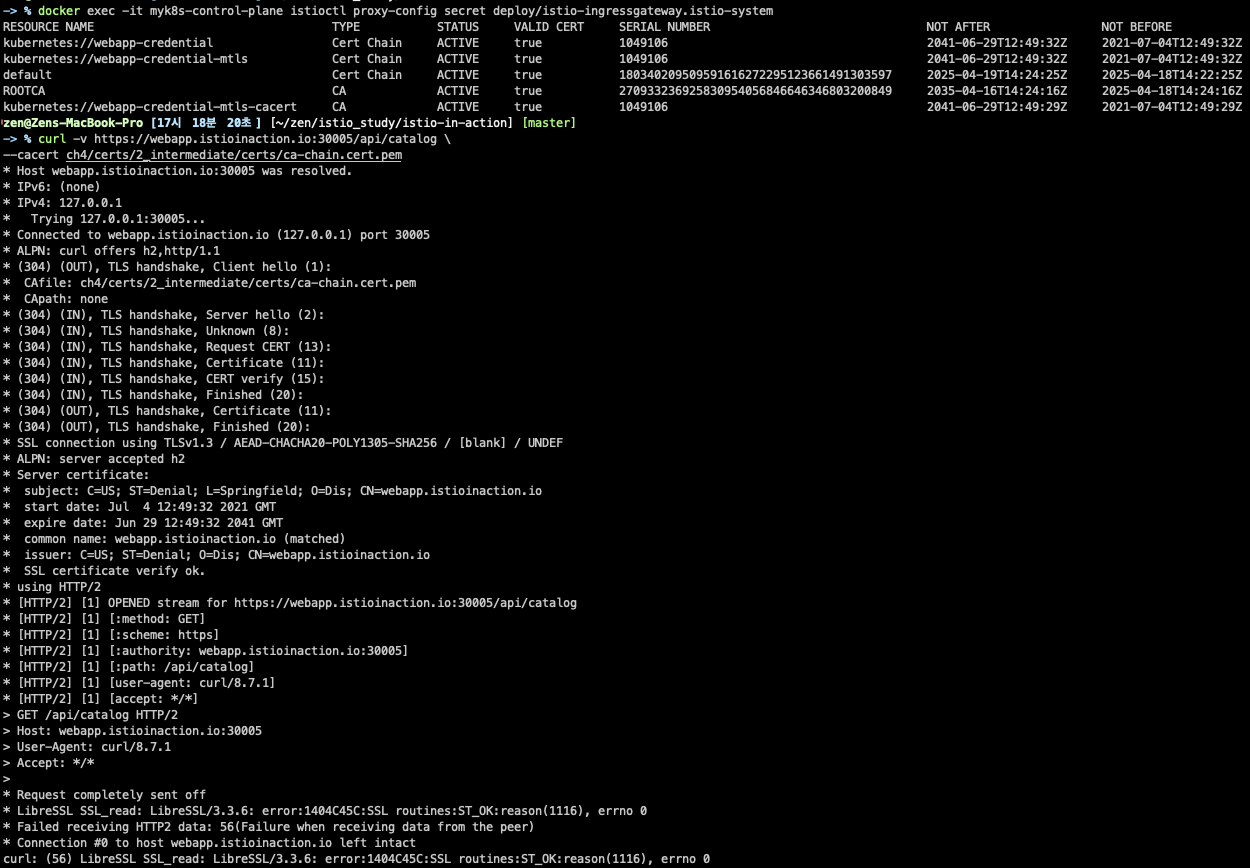 -> % docker exec -it myk8s-control-plane istioctl proxy-config secret deploy/istio-ingressgateway.istio-system
RESOURCE NAME TYPE STATUS VALID CERT SERIAL NUMBER NOT AFTER NOT BEFORE
kubernetes://webapp-credential Cert Chain ACTIVE true 1049106 2041-06-29T12:49:32Z 2021-07-04T12:49:32Z
kubernetes://webapp-credential-mtls Cert Chain ACTIVE true 1049106 2041-06-29T12:49:32Z 2021-07-04T12:49:32Z
default Cert Chain ACTIVE true 180340209509591616272295123661491303597 2025-04-19T14:24:25Z 2025-04-18T14:22:25Z
ROOTCA CA ACTIVE true 270933236925830954056846646346803200849 2035-04-16T14:24:16Z 2025-04-18T14:24:16Z
kubernetes://webapp-credential-mtls-cacert CA ACTIVE true 1049106 2041-06-29T12:49:29Z 2021-07-04T12:49:29Z
zen@Zens-MacBook-Pro [17시 18분 20초] [~/zen/istio_study/istio-in-action] [master]
-> % curl -v https://webapp.istioinaction.io:30005/api/catalog \
--cacert ch4/certs/2_intermediate/certs/ca-chain.cert.pem
* Host webapp.istioinaction.io:30005 was resolved.
* IPv6: (none)
* IPv4: 127.0.0.1
*   Trying 127.0.0.1:30005...
* Connected to webapp.istioinaction.io (127.0.0.1) port 30005
* ALPN: curl offers h2,http/1.1
* (304) (OUT), TLS handshake, Client hello (1):
*  CAfile: ch4/certs/2_intermediate/certs/ca-chain.cert.pem
*  CApath: none
* (304) (IN), TLS handshake, Server hello (2):
* (304) (IN), TLS handshake, Unknown (8):
* (304) (IN), TLS handshake, Request CERT (13):
* (304) (IN), TLS handshake, Certificate (11):
* (304) (IN), TLS handshake, CERT verify (15):
* (304) (IN), TLS handshake, Finished (20):
* (304) (OUT), TLS handshake, Certificate (11):
* (304) (OUT), TLS handshake, Finished (20):
* SSL connection using TLSv1.3 / AEAD-CHACHA20-POLY1305-SHA256 / [blank] / UNDEF
* ALPN: server accepted h2
* Server certificate:
*  subject: C=US; ST=Denial; L=Springfield; O=Dis; CN=webapp.istioinaction.io
*  start date: Jul  4 12:49:32 2021 GMT
*  expire date: Jun 29 12:49:32 2041 GMT
*  common name: webapp.istioinaction.io (matched)
*  issuer: C=US; ST=Denial; O=Dis; CN=webapp.istioinaction.io
*  SSL certificate verify ok.
* using HTTP/2
* [HTTP/2] [1] OPENED stream for https://webapp.istioinaction.io:30005/api/catalog
* [HTTP/2] [1] [:method: GET]
* [HTTP/2] [1] [:scheme: https]
* [HTTP/2] [1] [:authority: webapp.istioinaction.io:30005]
* [HTTP/2] [1] [:path: /api/catalog]
* [HTTP/2] [1] [user-agent: curl/8.7.1]
* [HTTP/2] [1] [accept: */*]
> GET /api/catalog HTTP/2
> Host: webapp.istioinaction.io:30005
> User-Agent: curl/8.7.1
> Accept: */*
>
* Request completely sent off
* LibreSSL SSL_read: LibreSSL/3.3.6: error:1404C45C:SSL routines:ST_OK:reason(1116), errno 0
* Failed receiving HTTP2 data: 56(Failure when receiving data from the peer)
* Connection #0 to host webapp.istioinaction.io left intact
curl: (56) LibreSSL SSL_read: LibreSSL/3.3.6: error:1404C45C:SSL routines:ST_OK:reason(1116), errno 0